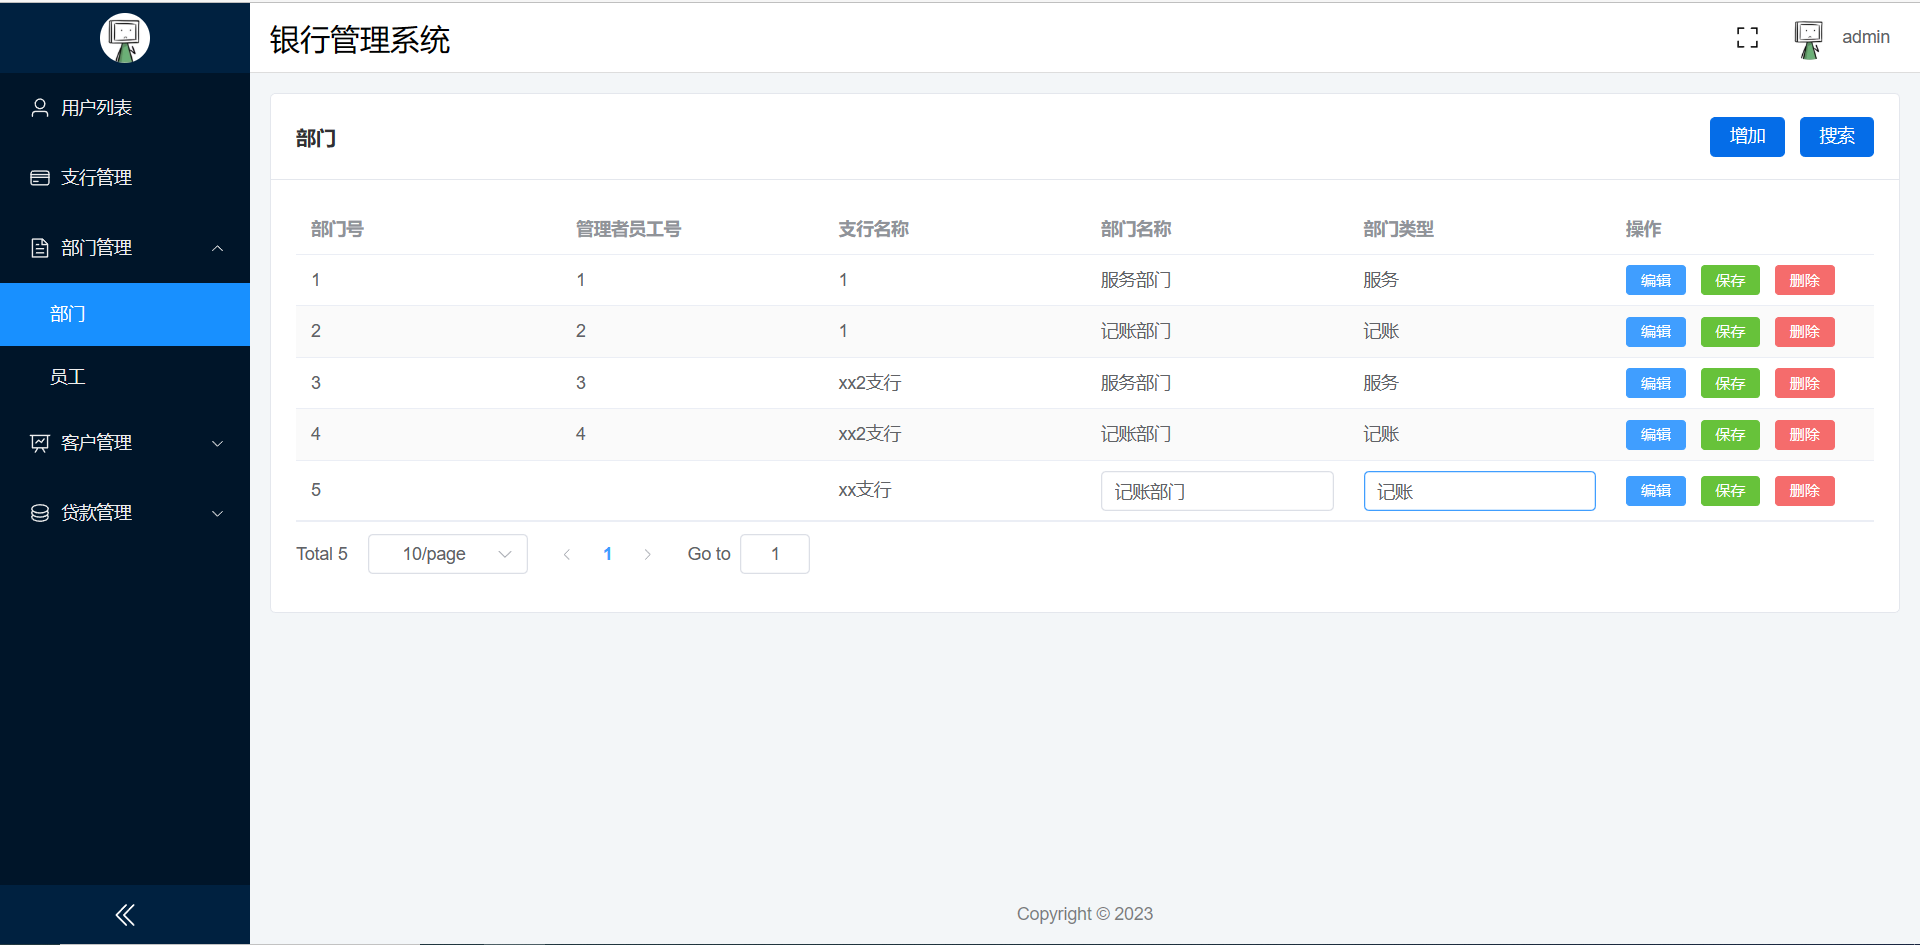 银行管理系统
admin
用户列表
支行管理
部门管理
部门
员工
客户管理
贷款管理
部门
增加 搜索
部门号 管理者员工号 支行名称 部门名称 部门类型 操作
1 1 1 服务部门 服务 编辑 保存 删除
2 2 1 记账部门 记账 编辑 保存 删除
3 3 xx2支行 服务部门 服务 编辑 保存 删除
4 4 xx2支行 记账部门 记账 编辑 保存 删除
5 xx支行 记账部门 记账 编辑 保存 删除
Total 5 10/page 1 Go to 1
Copyright © 2023